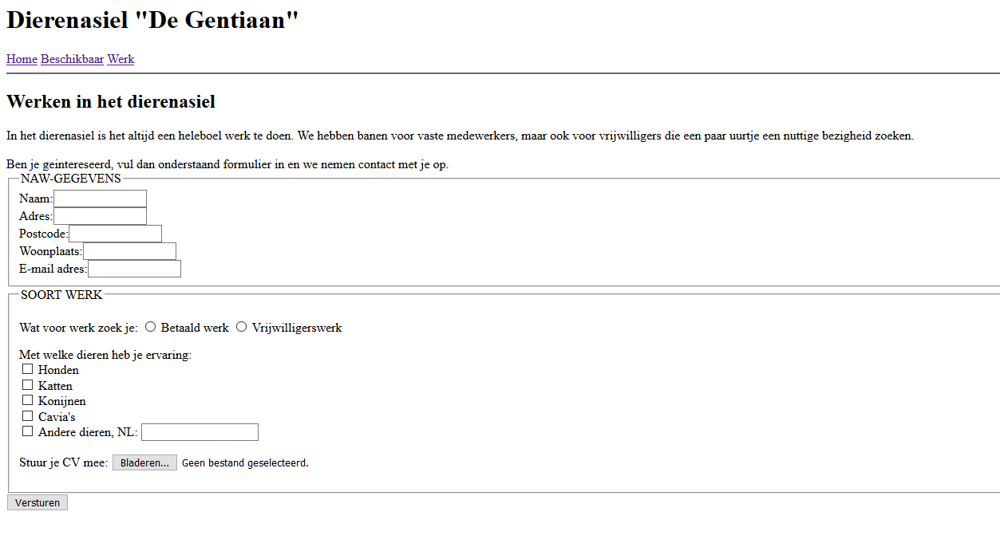 Dierenasiel "De Gentiaan"
Home Beschikbaar Werk
Werken in het dierenasiel
In het dierenasiel is het altijd een heleboel werk te doen. We hebben banen voor vaste medewerkers, maar ook voor vrijwilligers die een paar uurtje een nuttige bezigheid zoeken.
Ben je geintereseerd, vul dan onderstaand formulier in en we nemen contact met je op.
NAW-GEGEVENS
Naam:
Adres:
Postcode:
Woonplaats:
E-mail adres:
SOORT WERK
Wat voor werk zoek je: Betaald werk Vrijwilligerswerk
Met welke dieren heb je ervaring:
Honden
Katten
Konijnen
Cavia's
Andere dieren, NL:
Stuur je CV mee: Bladeren... Geen bestand geselecteerd.
Versturen